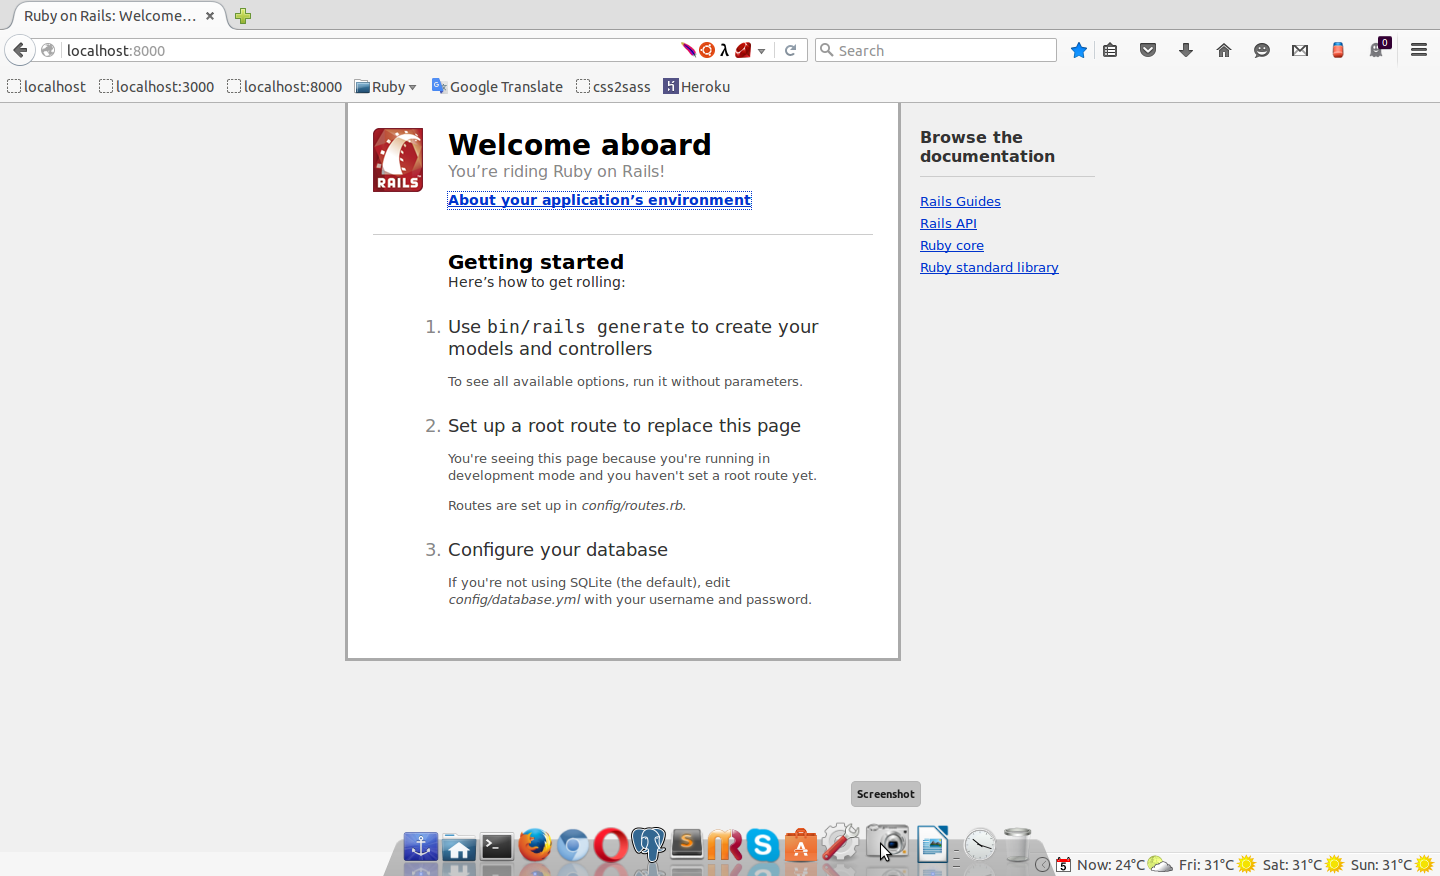 Ruby on Rails: Welcome...
localhost:8000
Search
0
localhost
localhost:3000
localhost:8000
Ruby
Google Translate
css2sass
Heroku
RAILS
Welcome aboard
You’re riding Ruby on Rails!
About your application’s environment
Getting started
Here’s how to get rolling:
1. Use bin/rails generate to create your
models and controllers
To see all available options, run it without parameters.
2. Set up a root route to replace this page
You're seeing this page because you're running in
development mode and you haven't set a root route yet.
Routes are set up in config/routes.rb.
3. Configure your database
If you're not using SQLite (the default), edit
config/database.yml with your username and password.
Browse the
documentation
Rails Guides
Rails API
Ruby core
Ruby standard library
Screenshot
5
Now: 24°C
Fri: 31°C
Sat: 31°C
Sun: 31°C